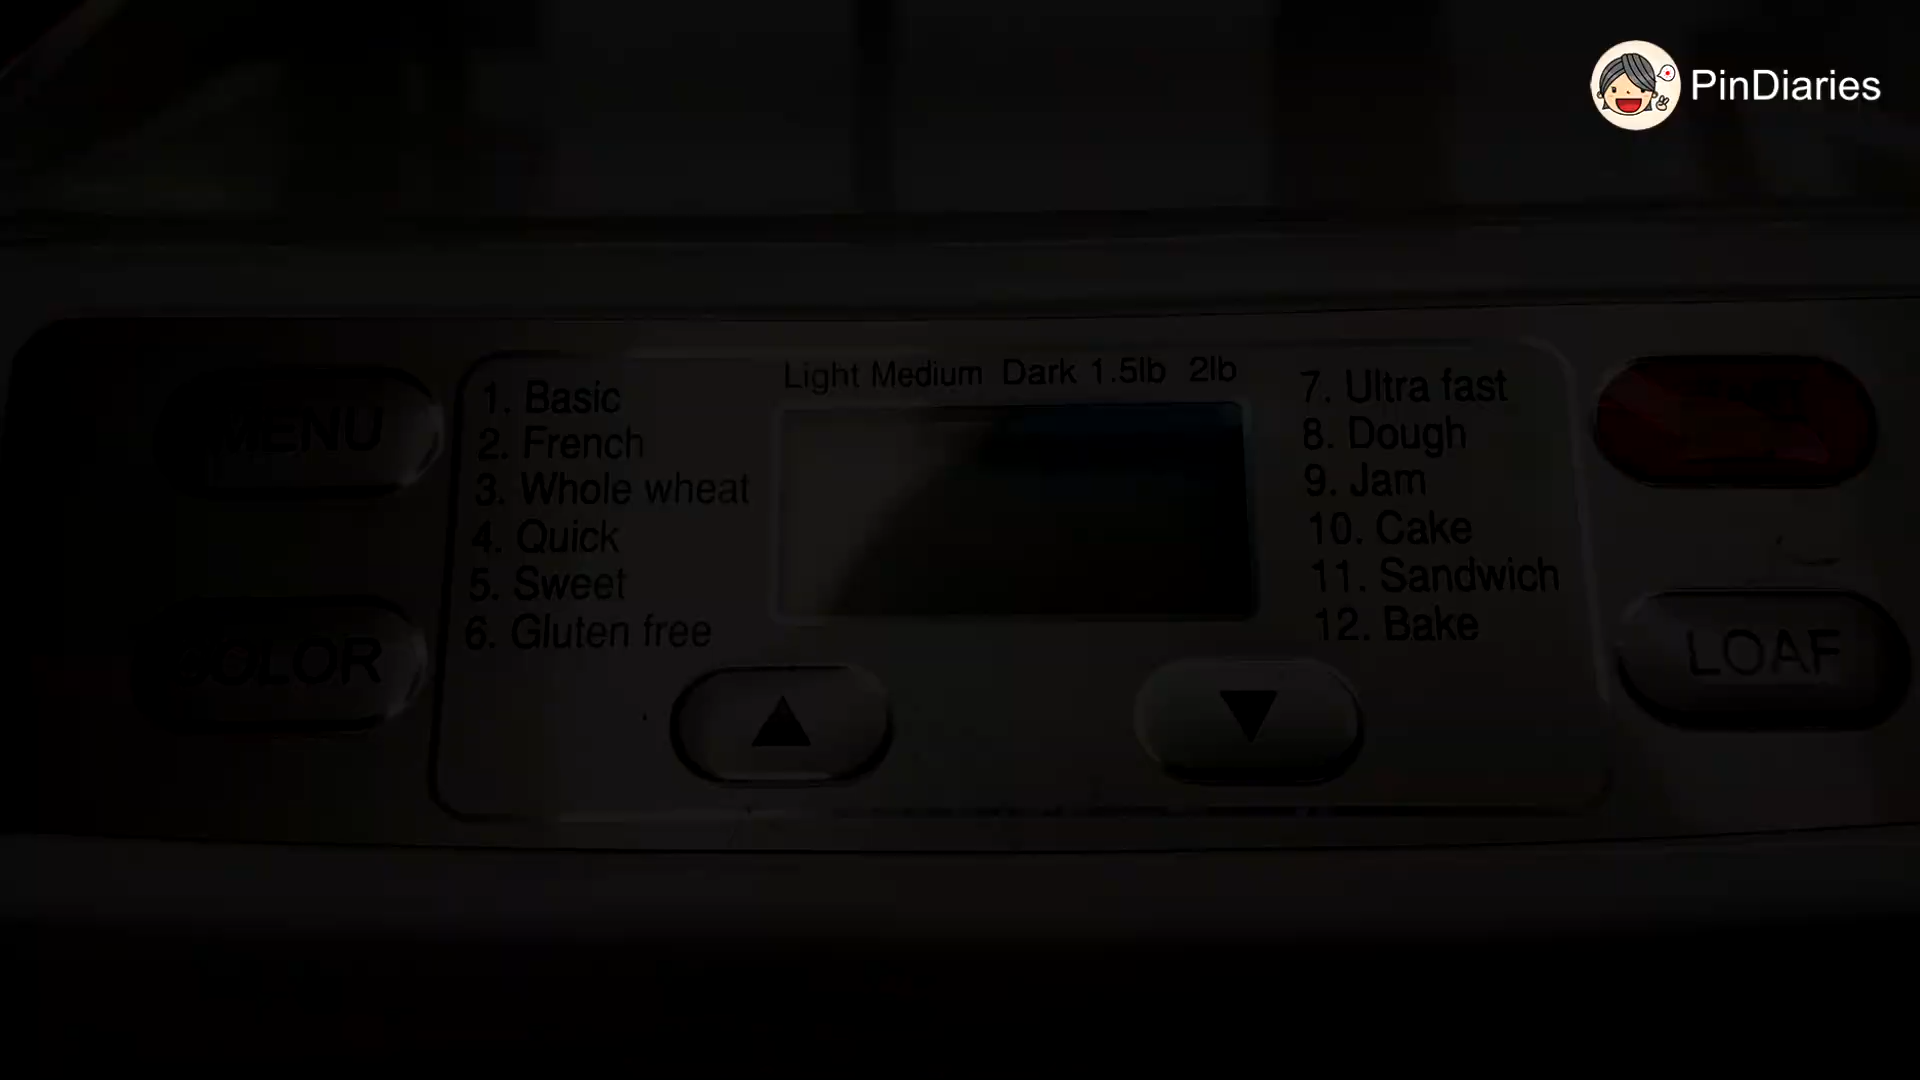 PinDiaries
MENU
COLOR
1. Basic
2. French
3. Whole wheat
4. Quick
5. Sweet
6. Gluten free
Light Medium Dark 1.5lb 2lb
7. Ultra fast
8. Dough
9. Jam
10. Cake
11. Sandwich
12. Bake
LOAF